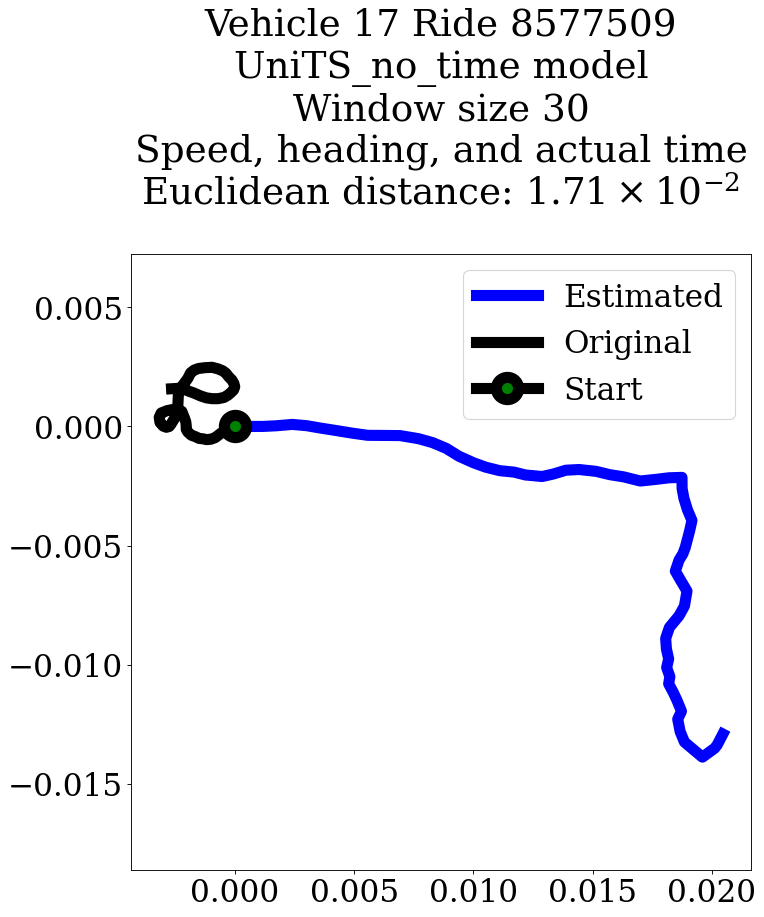 Vehicle 17 Ride 8577509
UniTS_no_time model
Window size 30
Speed, heading, and actual time
Euclidean distance: $1.71 \times 10^{-2}$
Estimated
Original
Start
0.005
0.000
−0.005
−0.010
−0.015
0.000 0.005 0.010 0.015 0.020